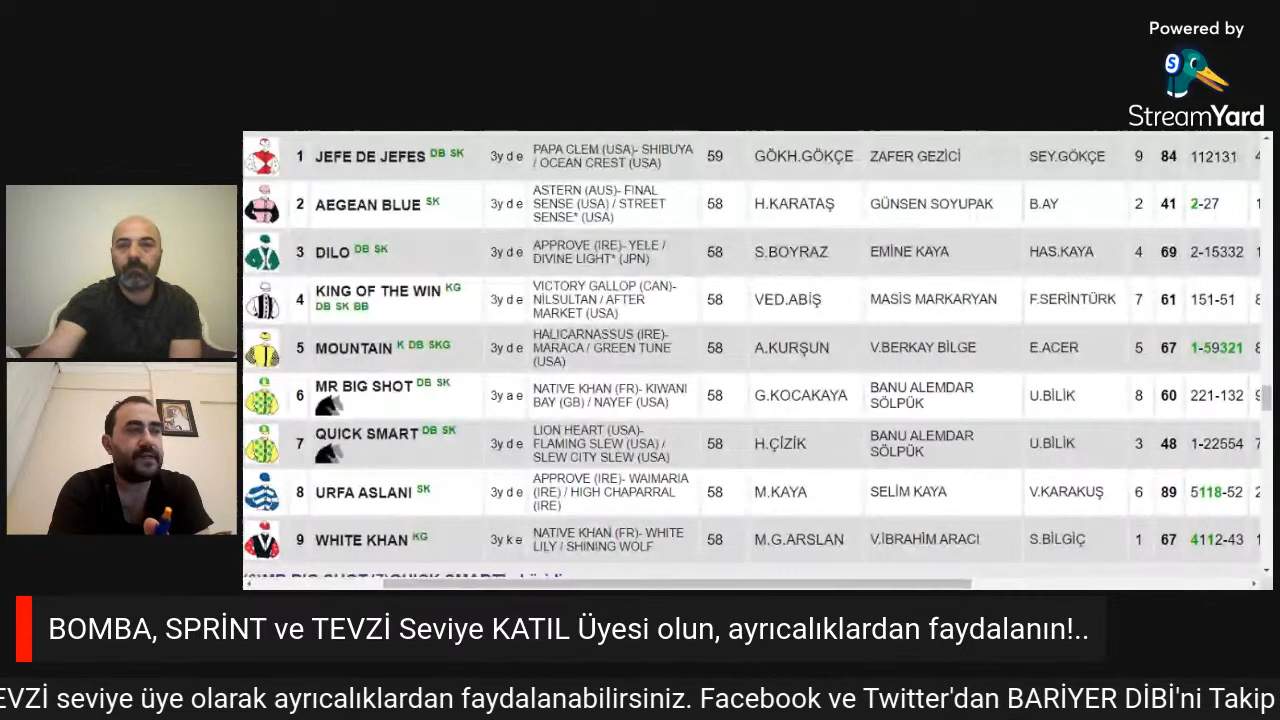 Powered by
StreamYard
1 JEFE DE JEFES DB SK 3y d e PAPA CLEM (USA)- SHIBUYA / OCEAN CREST (USA) 59 GÖKH.GÖKÇE ZAFER GEZİCİ SEY.GÖKÇE 9 84 112131
2 AEGEAN BLUE SK 3y d e ASTERN (AUS)- FINAL SENSE (USA) / STREET SENSE* (USA) 58 H.KARATAŞ GÜNSEN SOYUPAK B.AY 2 41 2-27
3 DILO DB SK 3y d e APPROVE (IRE)- YELE / DIVINE LIGHT* (JPN) 58 S.BOYRAZ EMİNE KAYA HAS.KAYA 4 69 2-15332
4 KING OF THE WIN KG DB SK BB 3y d e VICTORY GALLOP (CAN)- NİLSULTAN / AFTER MARKET (USA) 58 VED.ABİŞ MASİS MARKARYAN F.SERİNTÜRK 7 61 151-51
5 MOUNTAIN K DB SKG 3y d e HALICARNASSUS (IRE)- MARACA / GREEN TUNE (USA) 58 A.KURŞUN V.BERKAY BİLGE E.ACER 5 67 1-59321
6 MR BIG SHOT DB SK 3y a e NATIVE KHAN (FR)- KIWANI BAY (GB) / NAYEF (USA) 58 G.KOCAKAYA BANU ALEMDAR SÖLPÜK U.BİLİK 8 60 221-132
7 QUICK SMART DB SK 3y d e LION HEART (USA)- FLAMING SLEW (USA) / SLEW CITY SLEW (USA) 58 H.ÇİZİK BANU ALEMDAR SÖLPÜK U.BİLİK 3 48 1-22554
8 URFA ASLANI SK 3y d e APPROVE (IRE)- WAIMARIA (IRE) / HIGH CHAPARRAL (IRE) 58 M.KAYA SELİM KAYA V.KARAKUŞ 6 89 5118-52
9 WHITE KHAN KG 3y k e NATIVE KHAN (FR)- WHITE LILY / SHINING WOLF 58 M.G.ARSLAN V.İBRAHİM ARACI S.BİLGİÇ 1 67 4112-43
BOMBA, SPRİNT ve TEVZİ Seviye KATIL Üyesi olun, ayrıcalıklardan faydalanın!..
EVZİ seviye üye olarak ayrıcalıklardan faydalanabilirsiniz. Facebook ve Twitter'dan BARİYER DİBİ'ni Takip